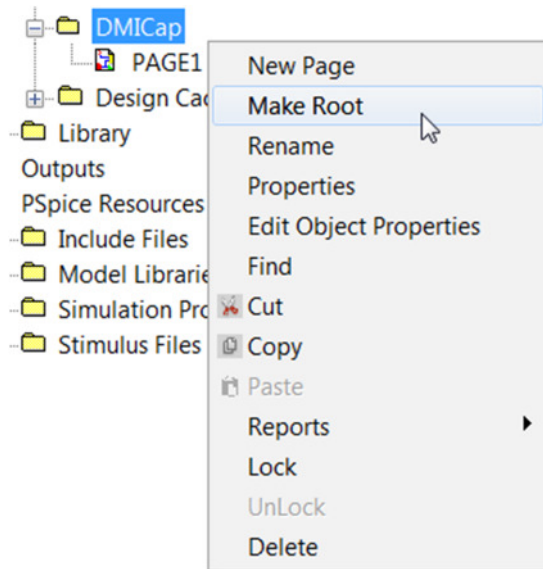 DMICap
PAGE1
Design Cac
Library
Outputs
PSpice Resources
Include Files
Model Librarie
Simulation Pro
Stimulus Files
New Page
Make Root
Rename
Properties
Edit Object Properties
Find
Cut
Copy
Paste
Reports
Lock
UnLock
Delete